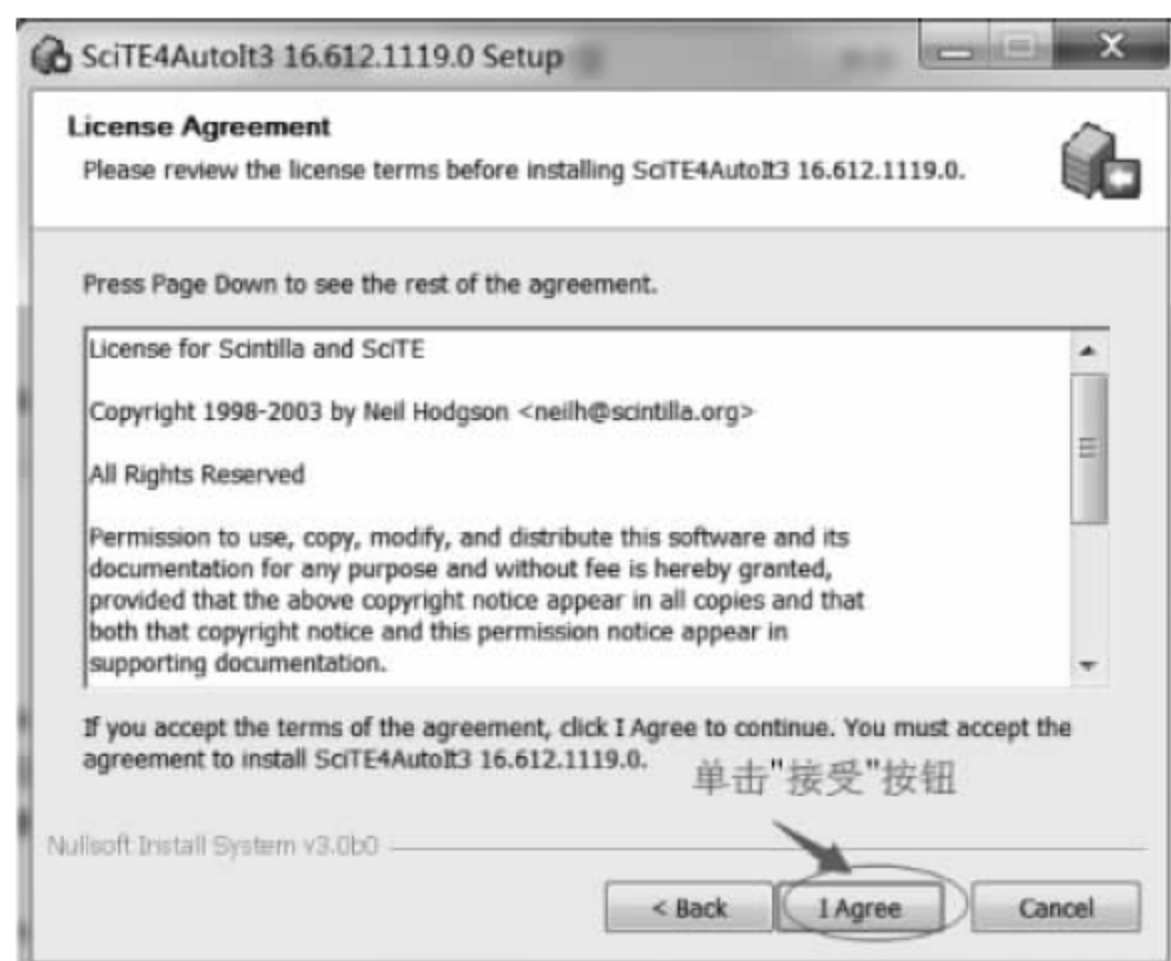 SciTE4AutoIt3 16.612.1119.0 Setup
License Agreement
Please review the license terms before installing SciTE4AutoIt3 16.612.1119.0.
Press Page Down to see the rest of the agreement.
License for Scintilla and SciTE
Copyright 1998-2003 by Neil Hodgson <neilh@scintilla.org>
All Rights Reserved
Permission to use, copy, modify, and distribute this software and its
documentation for any purpose and without fee is hereby granted,
provided that the above copyright notice appear in all copies and that
both that copyright notice and this permission notice appear in
supporting documentation.
If you accept the terms of the agreement, click I Agree to continue. You must accept the
agreement to install SciTE4AutoIt3 16.612.1119.0.
单击"接受"按钮
Nullsoft Install System v3.0b0
< Back
I Agree
Cancel